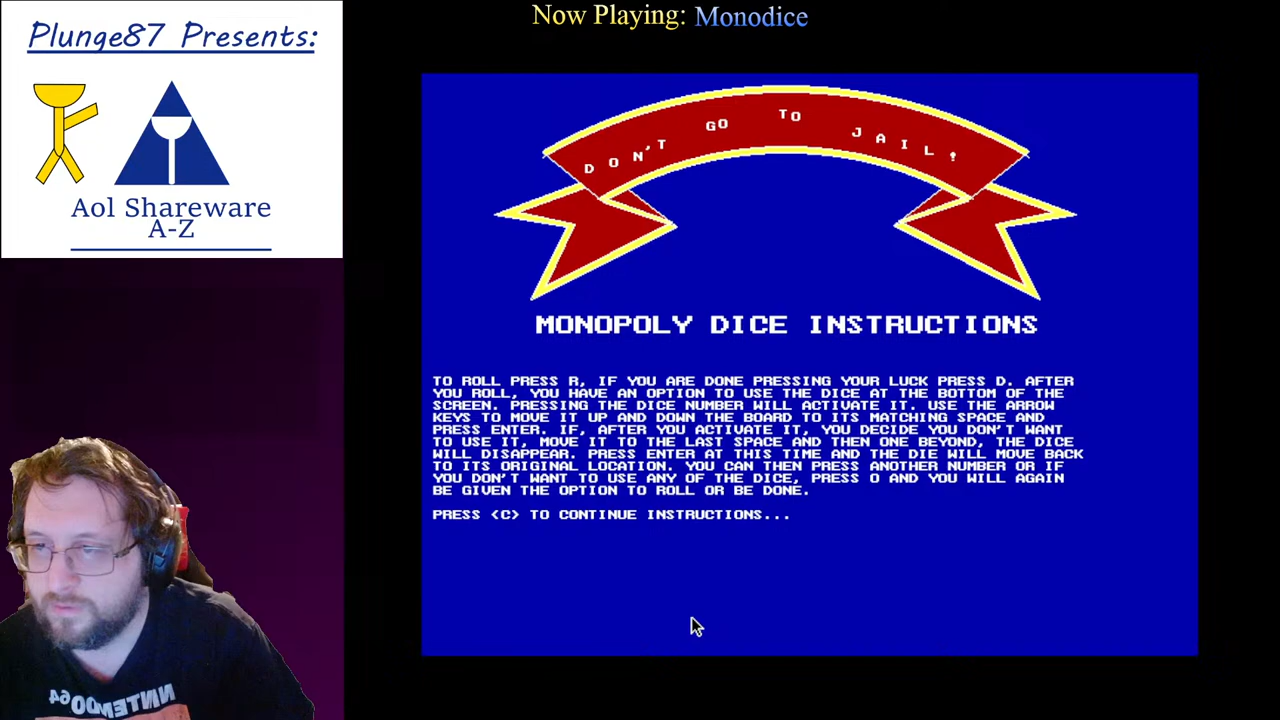 Plunge87 Presents:
Aol Shareware
A-Z
Now Playing: Monodice
DON'T GO TO JAIL!
MONOPOLY DICE INSTRUCTIONS
TO ROLL PRESS R, IF YOU ARE DONE PRESSING YOUR LUCK PRESS D. AFTER
YOU ROLL, YOU HAVE AN OPTION TO USE THE DICE AT THE BOTTOM OF THE
SCREEN. PRESSING THE DICE NUMBER WILL ACTIVATE IT. USE THE ARROW
KEYS TO MOVE IT UP AND DOWN THE BOARD TO ITS MATCHING SPACE AND
PRESS ENTER. IF, AFTER YOU ACTIVATE IT, YOU DECIDE YOU DON'T WANT
TO USE IT, MOVE IT TO THE LAST SPACE AND THEN ONE BEYOND, THE DICE
WILL DISAPPEAR. PRESS ENTER AT THIS TIME AND THE DIE WILL MOVE BACK
TO ITS ORIGINAL LOCATION. YOU CAN THEN PRESS ANOTHER NUMBER OR IF
YOU DON'T WANT TO USE ANY OF THE DICE, PRESS O AND YOU WILL AGAIN
BE GIVEN THE OPTION TO ROLL OR BE DONE.
PRESS <C> TO CONTINUE INSTRUCTIONS...
NINTENDO64